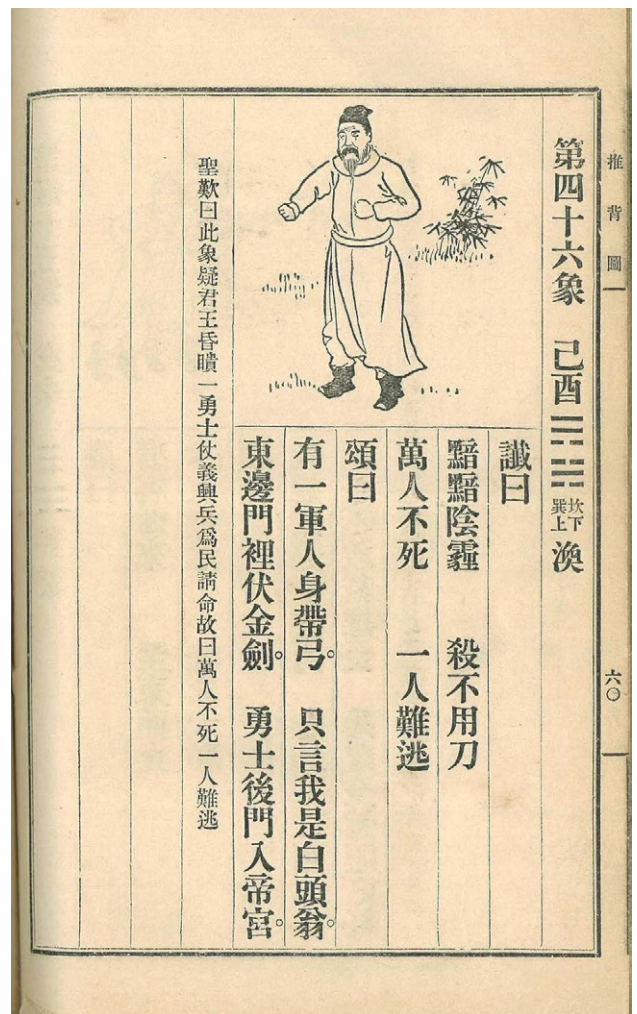 推背圖
六〇
第四十六象 己酉 ䷺ 坎下 巽上 渙
讖曰
黯黯陰霾 殺不用刀
萬人不死 一人難逃
頌曰
有一軍人身帶弓。 只言我是白頭翁。
東邊門裡伏金劍。 勇士後門入帝宮。
聖歎曰此象疑君王昏瞶一勇士仗義興兵爲民請命故曰萬人不死一人難逃